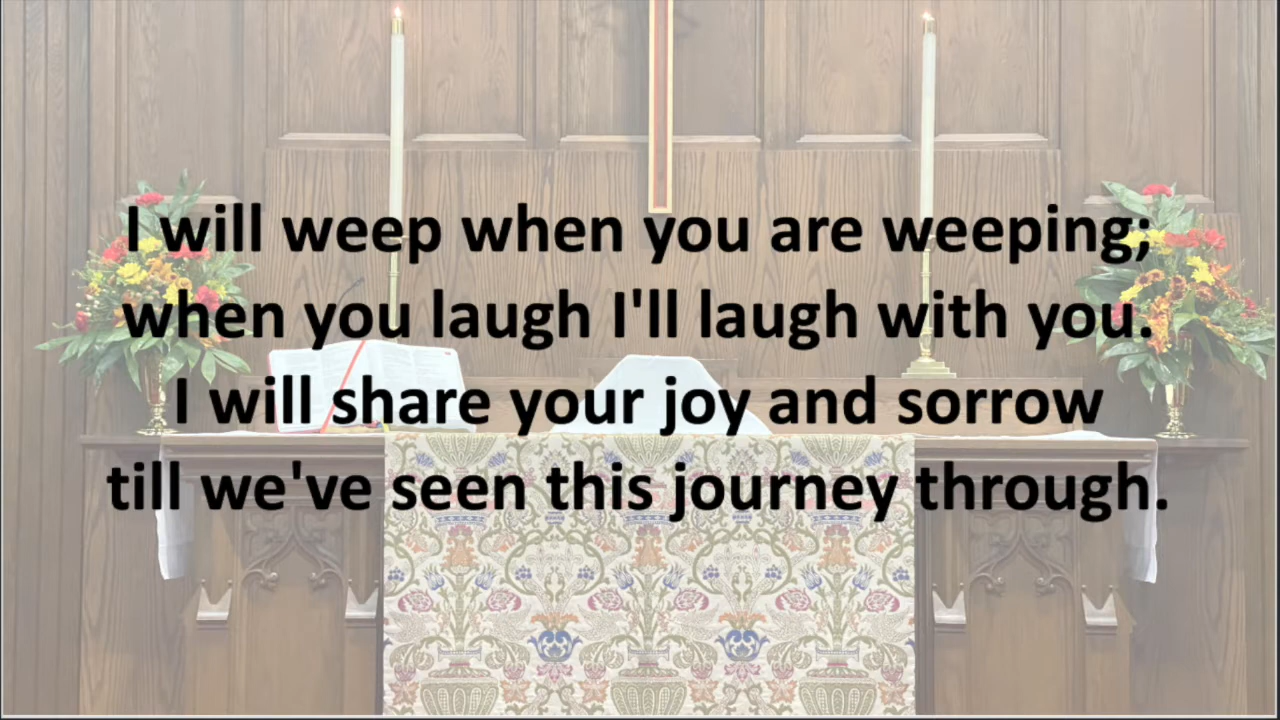 I will weep when you are weeping;
when you laugh I'll laugh with you.
I will share your joy and sorrow
till we've seen this journey through.